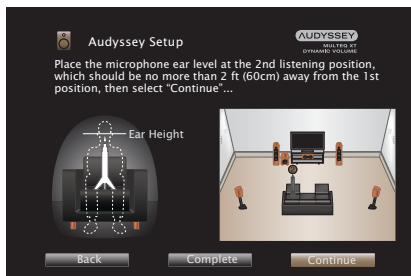 Audyssey Setup
AUDYSSEY
MULTEQ XT
DYNAMIC VOLUME
Place the microphone ear level at the 2nd listening position,
which should be no more than 2 ft (60cm) away from the 1st
position, then select “Continue”...
Ear Height
Back
Complete
Continue